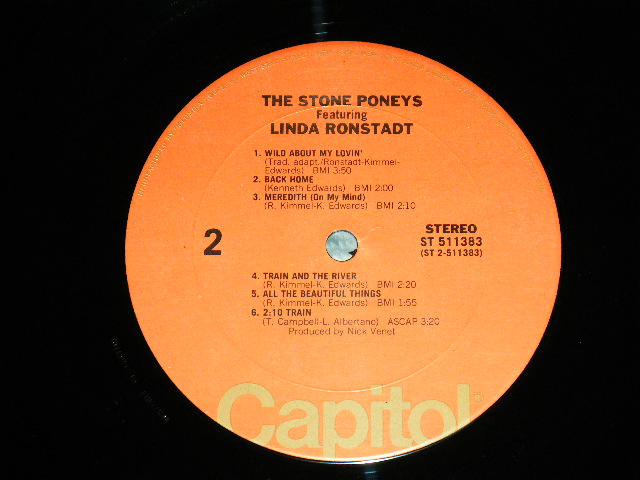 THE STONE PONEYS
Featuring
LINDA RONSTADT
1. WILD ABOUT MY LOVIN'
(Trad. adapt./Ronstadt-Kimmel-
Edwards) BMI 3:50
2. BACK HOME
(Kenneth Edwards) BMI 2:00
3. MEREDITH (On My Mind)
(R. Kimmel-K. Edwards) BMI 2:10
2
STEREO
ST 511383
(ST 2-511383)
4. TRAIN AND THE RIVER
(R. Kimmel-K. Edwards) BMI 2:20
5. ALL THE BEAUTIFUL THINGS
(R. Kimmel-K. Edwards) BMI 1:55
6. 2:10 TRAIN
(T. Campbell-L. Albertano) ASCAP 3:20
Produced by Nick Venet
Capitol